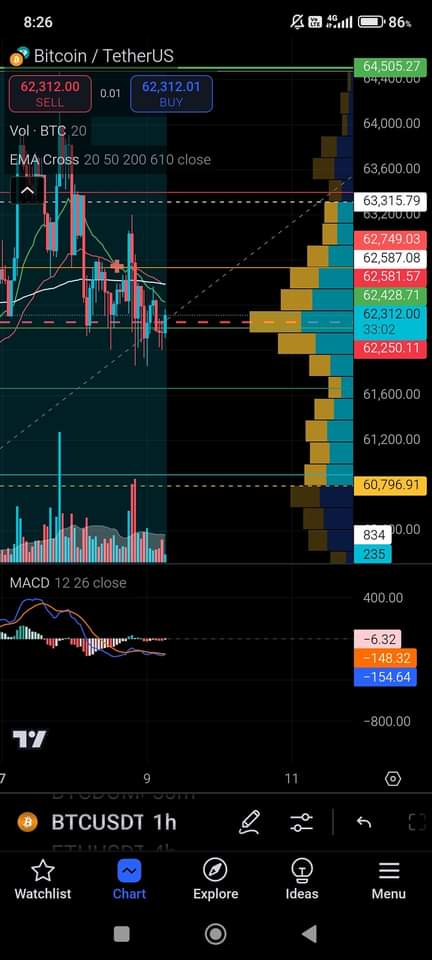 8:26
Vo LTE 4G 86%
Bitcoin / TetherUS
64,505.27
64,400.00
62,312.00 SELL
0.01
62,312.01 BUY
64,000.00
Vol · BTC 20
EMA Cross 20 50 200 610 close
63,600.00
63,315.79
63,200.00
62,749.03
62,587.08
62,581.57
62,428.71
62,312.00
33:02
62,250.11
61,600.00
61,200.00
60,796.91
834
235
MACD 12 26 close
400.00
−6.32
−148.32
−154.64
−800.00
7 9 11
BTCUSDT 1h
Watchlist Chart Explore Ideas Menu